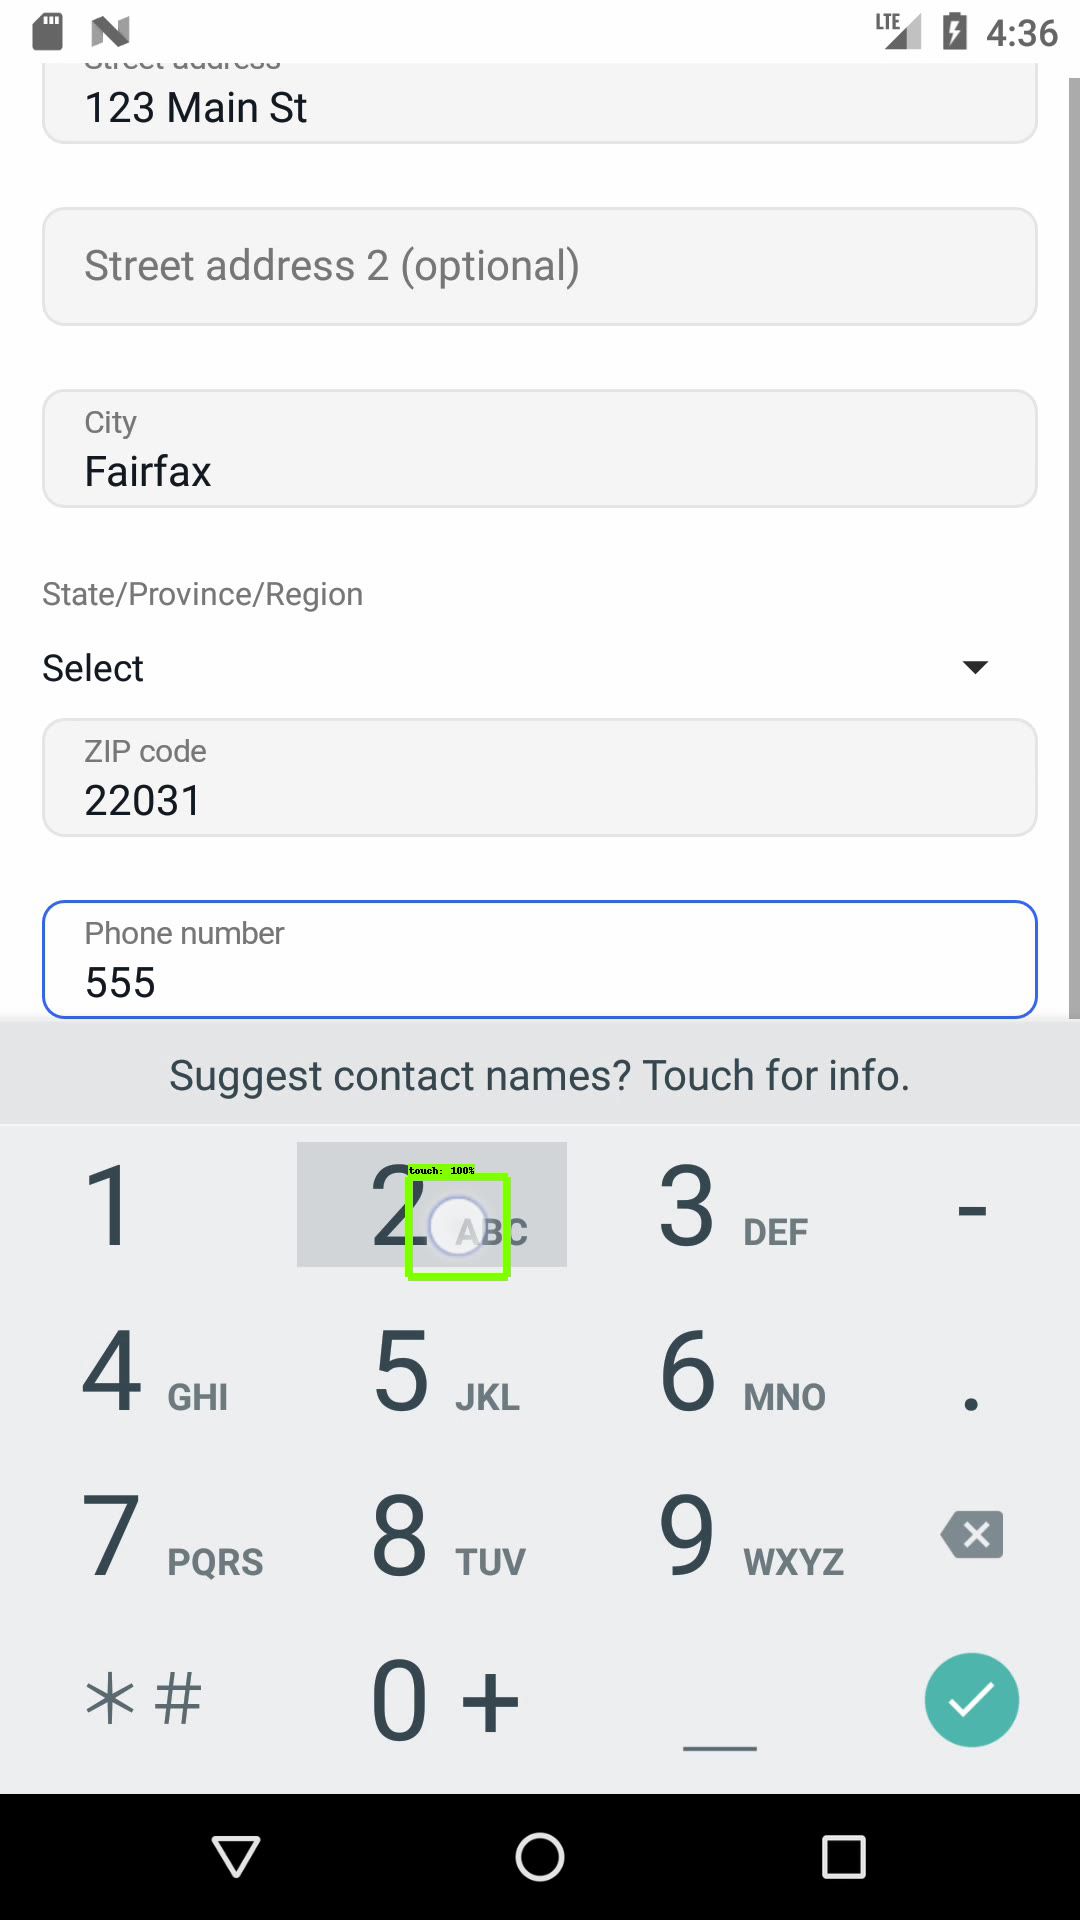 LTE 4:36
Street address
123 Main St
Street address 2 (optional)
City
Fairfax
State/Province/Region
Select
ZIP code
22031
Phone number
555
Suggest contact names? Touch for info.
touch: 100%
1 2 ABC 3 DEF -
4 GHI 5 JKL 6 MNO .
7 PQRS 8 TUV 9 WXYZ
* # 0 + _